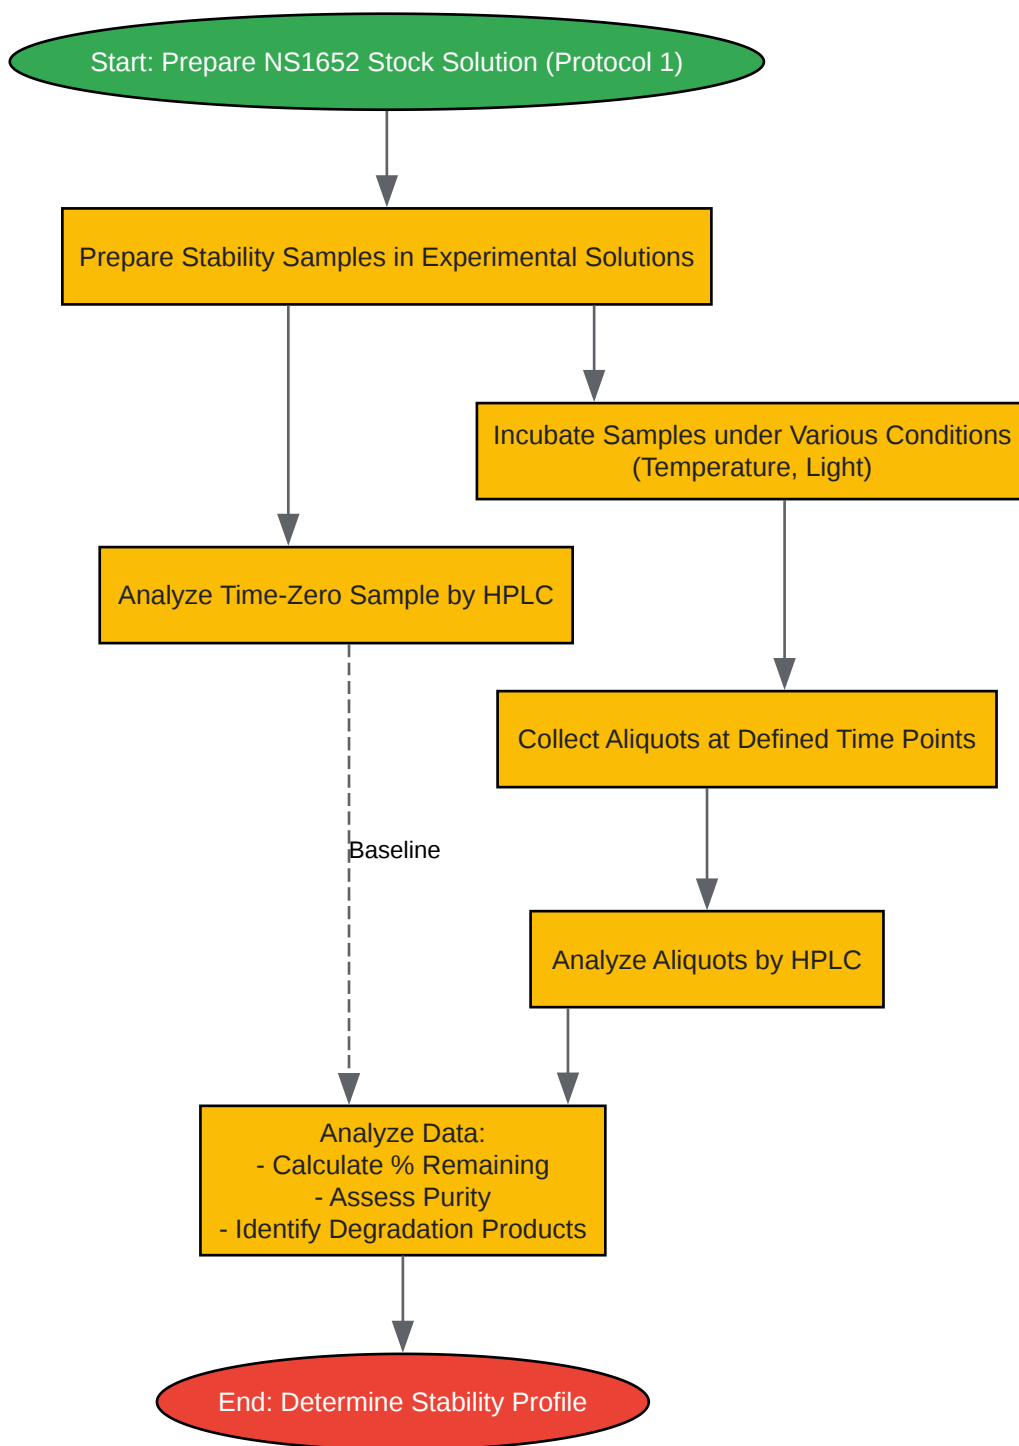 Start: Prepare NS1652 Stock Solution (Protocol 1)
Prepare Stability Samples in Experimental Solutions
Incubate Samples under Various Conditions
(Temperature, Light)
Analyze Time-Zero Sample by HPLC
Collect Aliquots at Defined Time Points
Baseline
Analyze Aliquots by HPLC
Analyze Data:
- Calculate % Remaining
- Assess Purity
- Identify Degradation Products
End: Determine Stability Profile